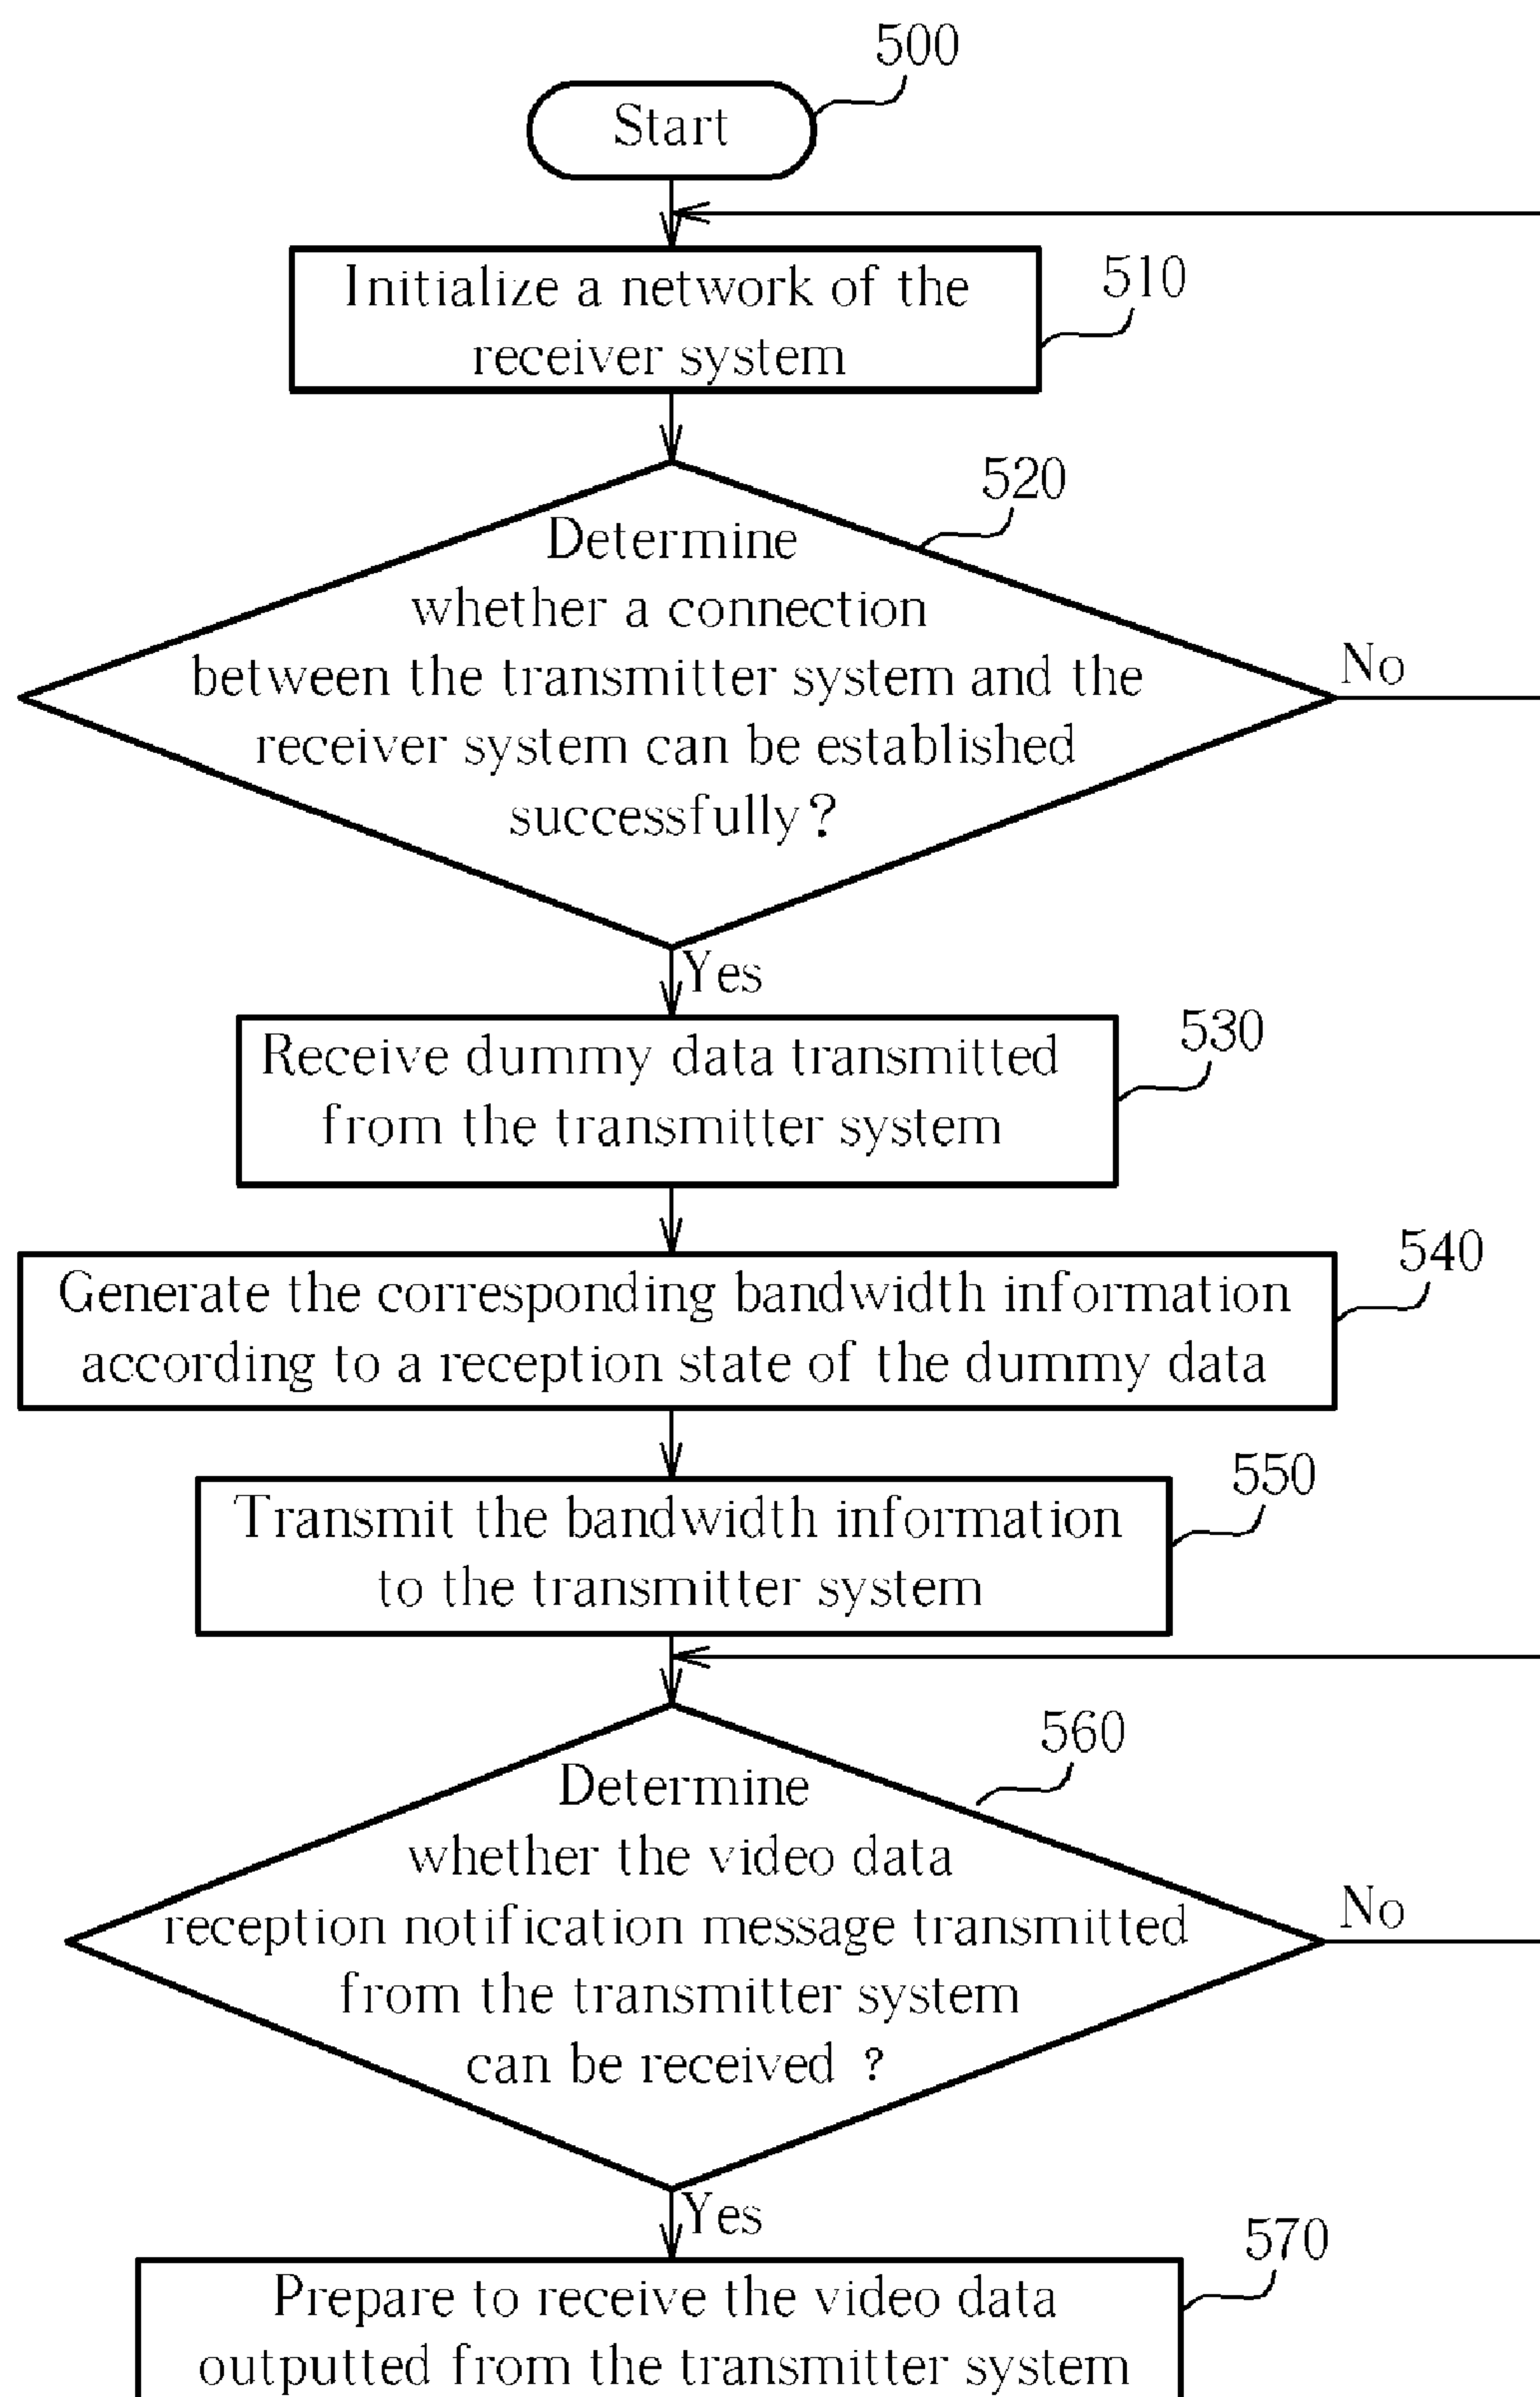 500
Start
Initialize a network of the
receiver system
510
520
Determine
whether a connection
between the transmitter system and the
receiver system can be established
successfully?
No
Yes
530
Receive dummy data transmitted
from the transmitter system
540
Generate the corresponding bandwidth information
according to a reception state of the dummy data
550
Transmit the bandwidth information
to the transmitter system
560
Determine
whether the video data
reception notification message transmitted
from the transmitter system
can be received ?
No
Yes
570
Prepare to receive the video data
outputted from the transmitter system